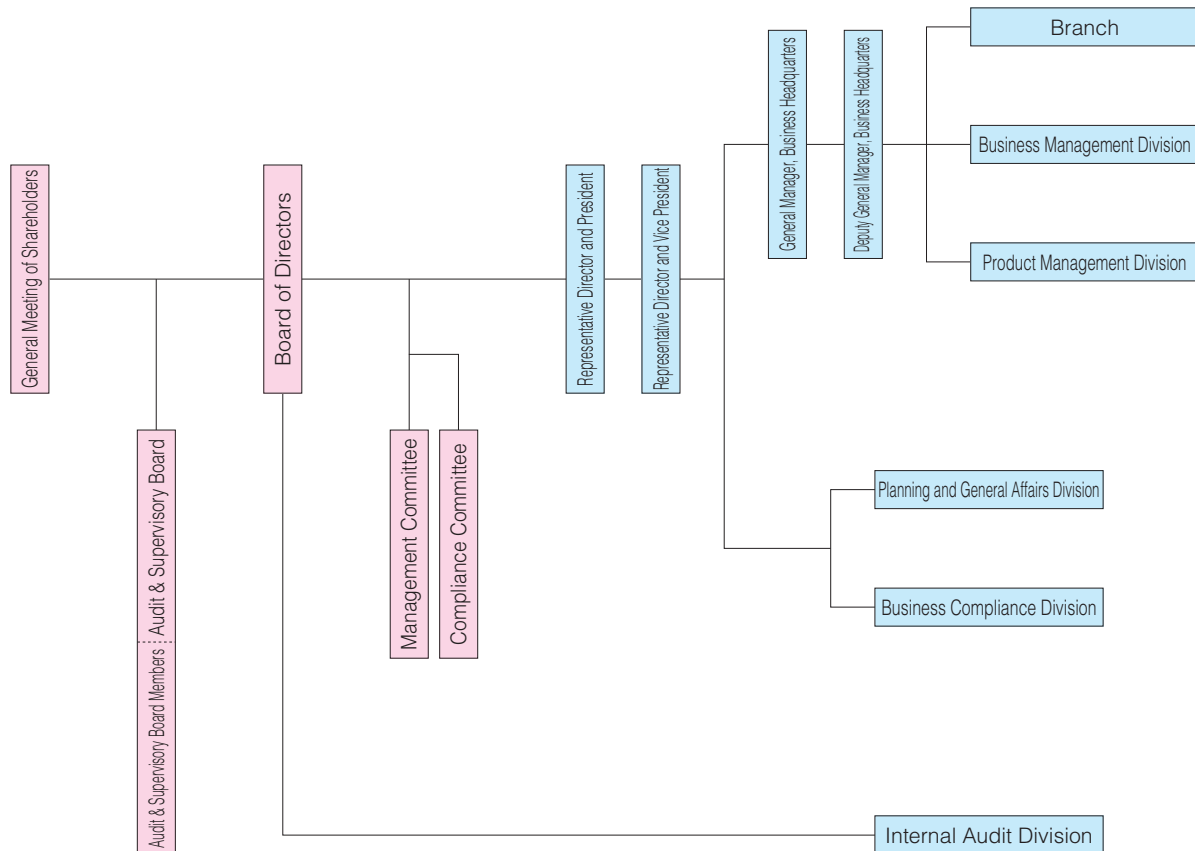 General Meeting of Shareholders
Audit & Supervisory Board
Audit & Supervisory Board Members
Board of Directors
Management Committee
Compliance Committee
Representative Director and President
Representative Director and Vice President
General Manager, Business Headquarters
Deputy General Manager, Business Headquarters
Branch
Business Management Division
Product Management Division
Planning and General Affairs Division
Business Compliance Division
Internal Audit Division